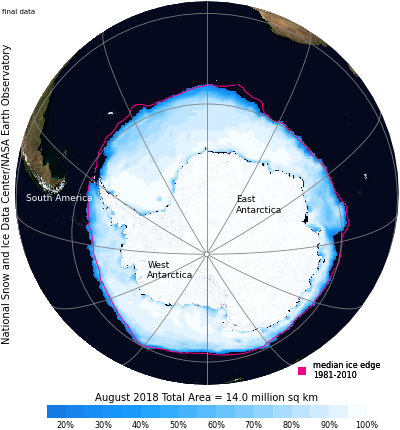 final data
National Snow and Ice Data Center/NASA Earth Observatory
South America
East
Antarctica
West
Antarctica
median ice edge
1981-2010
August 2018 Total Area = 14.0 million sq km
20% 30% 40% 50% 60% 70% 80% 90% 100%